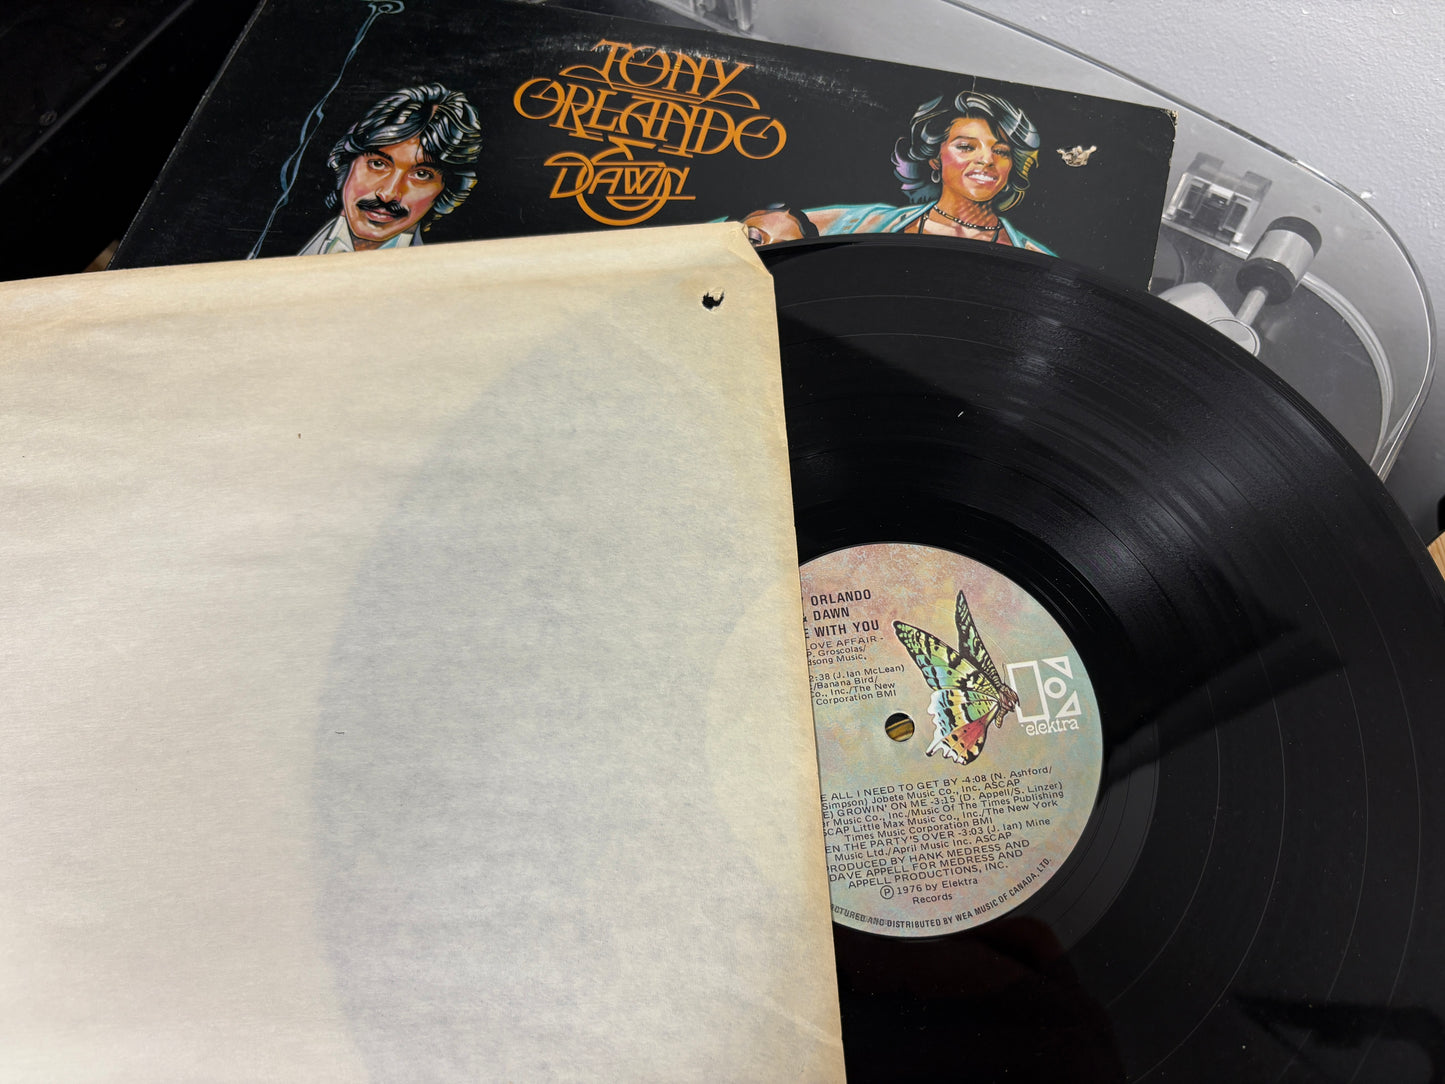 TONY
ORLANDO
& DAWN
ORLANDO
& DAWN
WITH YOU
LOVE AFFAIR -
P. Groscolas/
dsong Music,
2:38 (J. Ian McLean)
/Banana Bird/
Co., Inc./The New
Corporation BMI
elektra
ALL I NEED TO GET BY -4:08 (N. Ashford/
Simpson) Jobete Music Co., Inc. ASCAP
GROWIN' ON ME -3:15 (D. Appell/S. Linzer)
Music Co., Inc./Music Of The Times Publishing
ASCAP Little Max Music Co., Inc./The New York
Times Music Corporation BMI
THE PARTY'S OVER -3:03 (J. Ian) Mine
Music Ltd./April Music Inc. ASCAP
PRODUCED BY HANK MEDRESS AND
DAVE APPELL FOR MEDRESS AND
APPELL PRODUCTIONS, INC.
Ⓟ 1976 by Elektra
Records
ACTURED AND DISTRIBUTED BY WEA MUSIC OF CANADA, LTD.